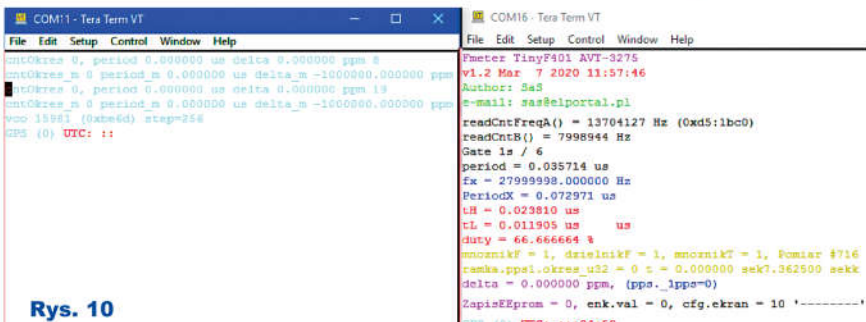 COM11 - Tera Term VT
File Edit Setup Control Window Help
cntOkres 0, period 0.000000 us delta 0.000000 ppm 8
cntOkres_m 0 period_m 0.000000 us delta_m -1000000.000000 ppm
cntOkres 0, period 0.000000 us delta 0.000000 ppm 19
cntOkres_m 0 period_m 0.000000 us delta_m -1000000.000000 ppm
vco 15981 (0xbe6d) step=256
GPS (0) UTC: ::
Rys. 10
COM16 - Tera Term VT
File Edit Setup Control Window Help
Fmeter TinyF401 AVT-3275
v1.2 Mar 7 2020 11:57:46
Author: SaS
e-mail: sas@elportal.pl
readCntFreqA() = 13704127 Hz (0xd5:1bc0)
readCntB() = 7998944 Hz
Gate 1s / 6
period = 0.035714 us
fx = 27999998.000000 Hz
PeriodX = 0.072971 us
tH = 0.023810 us
tL = 0.011905 us us
duty = 66.666664 %
mnoznikF = 1, dzielnikF = 1, mnoznikT = 1, Pomiar #716
ramka.pps1.okres_u32 = 0 t = 0.000000 sek7.362500 sekk
delta = 0.000000 ppm, (pps._1pps=0)
ZapisEEprom = 0, enk.val = 0, cfg.ekran = 10 '--------'